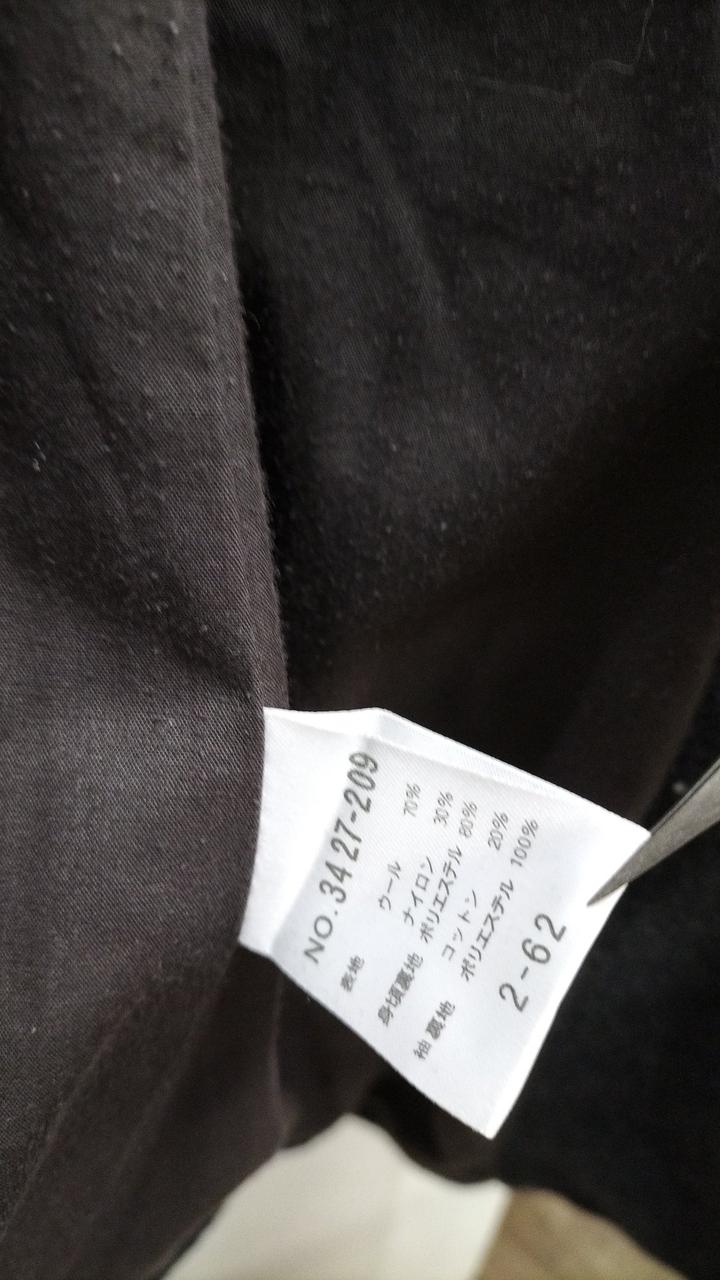 NO.3427-209
表地 ウール 70%
ナイロン 30%
身頃裏地 ポリエステル 80%
コットン 20%
袖裏地 ポリエステル 100%
2-62